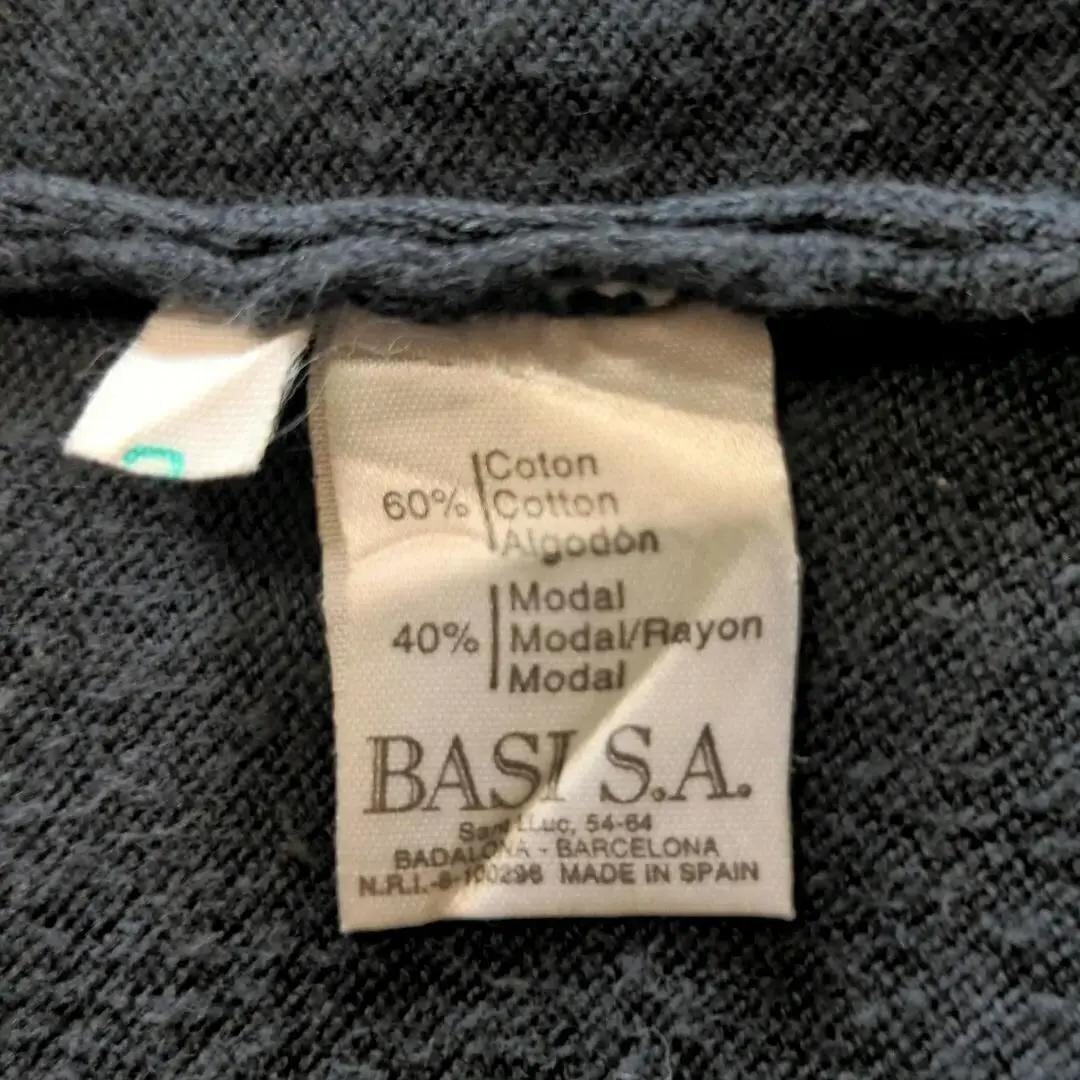 60%
Coton
Cotton
Algodón
40%
Modal
Modal/Rayon
Modal
BASI S.A.
Sant LLuc, 54-64
BADALONA - BARCELONA
N.R.I.-8-100296 MADE IN SPAIN